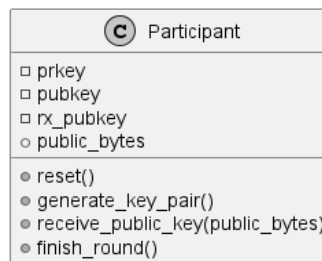 C Participant
prkey
pubkey
rx_pubkey
public_bytes
reset()
generate_key_pair()
receive_public_key(public_bytes)
finish_round()